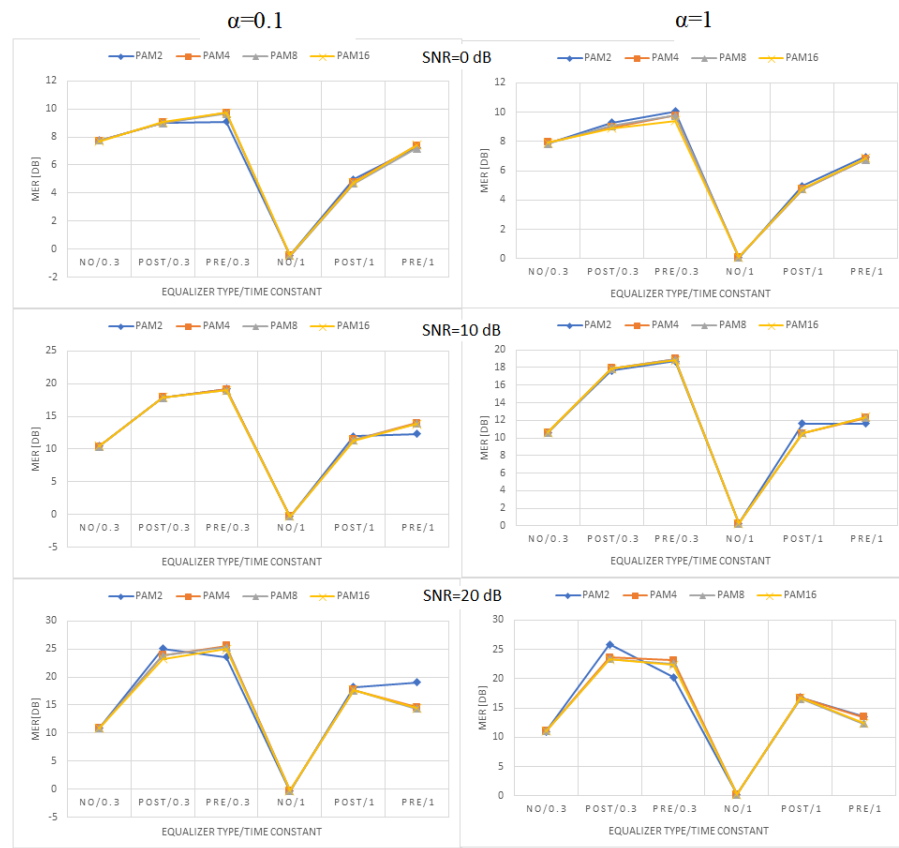 α=0.1 α=1
SNR=0 dB
PAM2 PAM4 PAM8 PAM16
12
10
8
6
4
2
0
-2
MER [DB]
NO/0.3 POST/0.3 PRE/0.3 NO/1 POST/1 PRE/1
EQUALIZER TYPE/TIME CONSTANT
PAM2 PAM4 PAM8 PAM16
12
10
8
6
4
2
0
MER [DB]
NO/0.3 POST/0.3 PRE/0.3 NO/1 POST/1 PRE/1
EQUALIZER TYPE/TIME CONSTANT
SNR=10 dB
PAM2 PAM4 PAM8 PAM16
25
20
15
10
5
0
-5
MER [DB]
NO/0.3 POST/0.3 PRE/0.3 NO/1 POST/1 PRE/1
EQUALIZER TYPE/TIME CONSTANT
PAM2 PAM4 PAM8 PAM16
20
18
16
14
12
10
8
6
4
2
0
MER [DB]
NO/0.3 POST/0.3 PRE/0.3 NO/1 POST/1 PRE/1
EQUALIZER TYPE/TIME CONSTANT
SNR=20 dB
PAM2 PAM4 PAM8 PAM16
30
25
20
15
10
5
0
-5
MER[DB]
NO/0.3 POST/0.3 PRE/0.3 NO/1 POST/1 PRE/1
EQUALIZER TYPE/TIME CONSTANT
PAM2 PAM4 PAM8 PAM16
30
25
20
15
10
5
0
MER [DB]
NO/0.3 POST/0.3 PRE/0.3 NO/1 POST/1 PRE/1
EQUALIZER TYPE/TIME CONSTANT